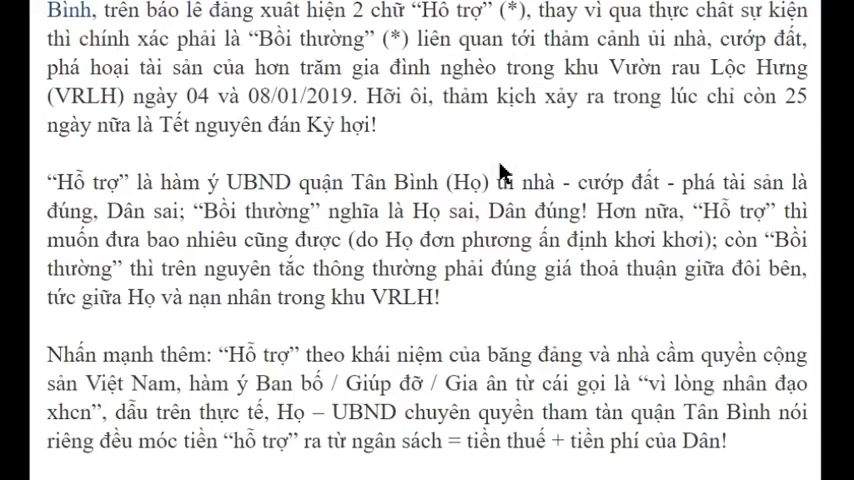 Bình, trên báo lề đảng xuất hiện 2 chữ “Hỗ trợ” (*), thay vì qua thực chất sự kiện
thì chính xác phải là “Bồi thường” (*) liên quan tới thảm cảnh ủi nhà, cướp đất,
phá hoại tài sản của hơn trăm gia đình nghèo trong khu Vườn rau Lộc Hưng
(VRLH) ngày 04 và 08/01/2019. Hỡi ôi, thảm kịch xảy ra trong lúc chỉ còn 25
ngày nữa là Tết nguyên đán Kỷ hợi!
“Hỗ trợ” là hàm ý UBND quận Tân Bình (Họ) nhà - cướp đất - phá tài sản là
đúng, Dân sai; “Bồi thường” nghĩa là Họ sai, Dân đúng! Hơn nữa, “Hỗ trợ” thì
muốn đưa bao nhiêu cũng được (do Họ đơn phương ấn định khơi khơi); còn “Bồi
thường” thì trên nguyên tắc thông thường phải đúng giá thoả thuận giữa đôi bên,
tức giữa Họ và nạn nhân trong khu VRLH!
Nhấn mạnh thêm: “Hỗ trợ” theo khái niệm của băng đảng và nhà cầm quyền cộng
sản Việt Nam, hàm ý Ban bố / Giúp đỡ / Gia ân từ cái gọi là “vì lòng nhân đạo
xhcn”, dẫu trên thực tế, Họ – UBND chuyên quyền tham tàn quận Tân Bình nói
riêng đều móc tiền “hỗ trợ” ra từ ngân sách = tiền thuế + tiền phí của Dân!